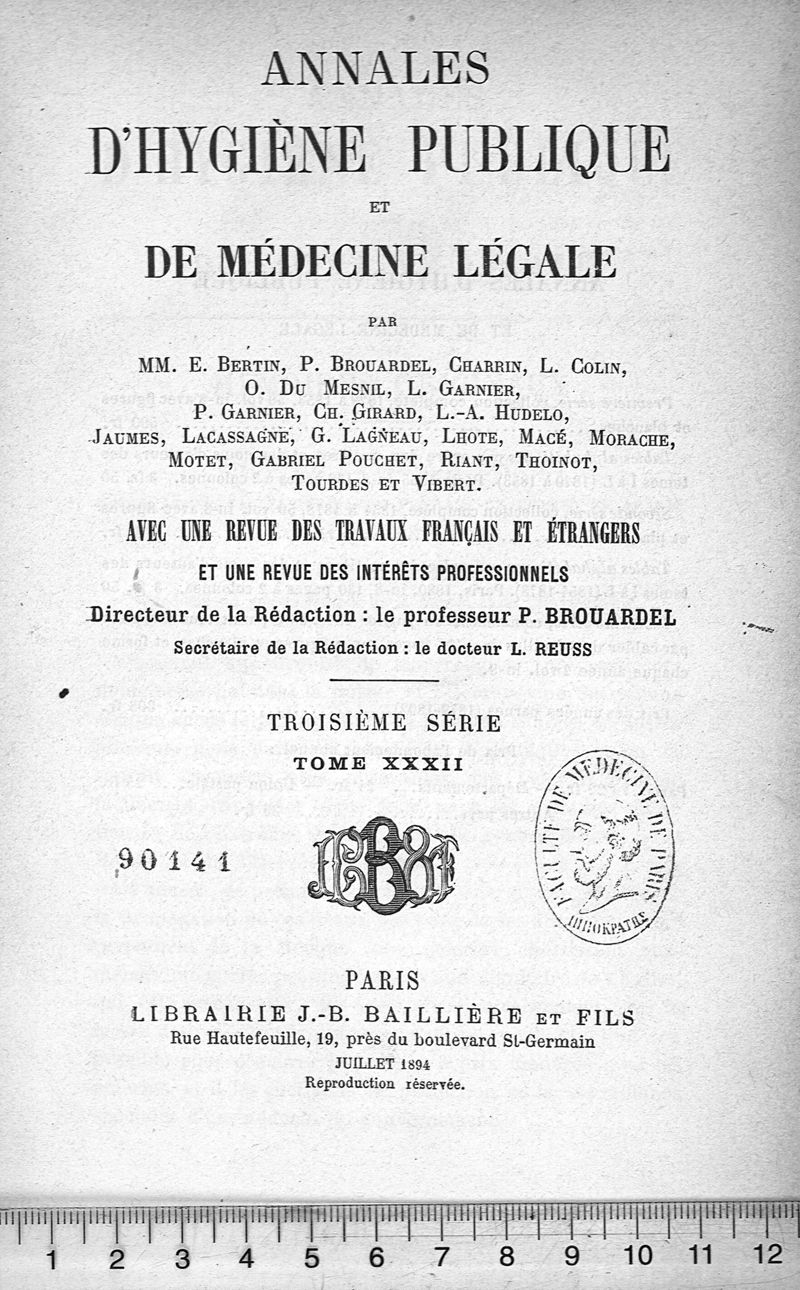 ANNALES
D'HYGIÈNE PUBLIQUE
ET
DE MÉDECINE LÉGALE
PAR
MM. E. BERTIN, P. BROUARDEL, CHARRIN, L. COLIN,
O. DU MESNIL, L. GARNIER,
P. GARNIER, CH. GIRARD, L.-A. HUDELO,
JAUMES, LACASSAGNE, G. LAGNEAU, LHOTE, MACÉ, MORACHE,
MOTET, GABRIEL POUCHET, RIANT, THOINOT,
TOURDES ET VIBERT.
AVEC UNE REVUE DES TRAVAUX FRANÇAIS ET ÉTRANGERS
ET UNE REVUE DES INTÉRÊTS PROFESSIONNELS
Directeur de la Rédaction : le professeur P. BROUARDEL
Secrétaire de la Rédaction : le docteur L. REUSS
TROISIÈME SÉRIE
TOME XXXII
FACULTÉ DE MEDECINE DE PARIS
ΙΠΠΟΚΡΑΤΗΣ
90141
PARIS
LIBRAIRIE J.-B. BAILLIÈRE ET FILS
Rue Hautefeuille, 19, près du boulevard St-Germain
JUILLET 1894
Reproduction réservée.
1 2 3 4 5 6 7 8 9 10 11 12